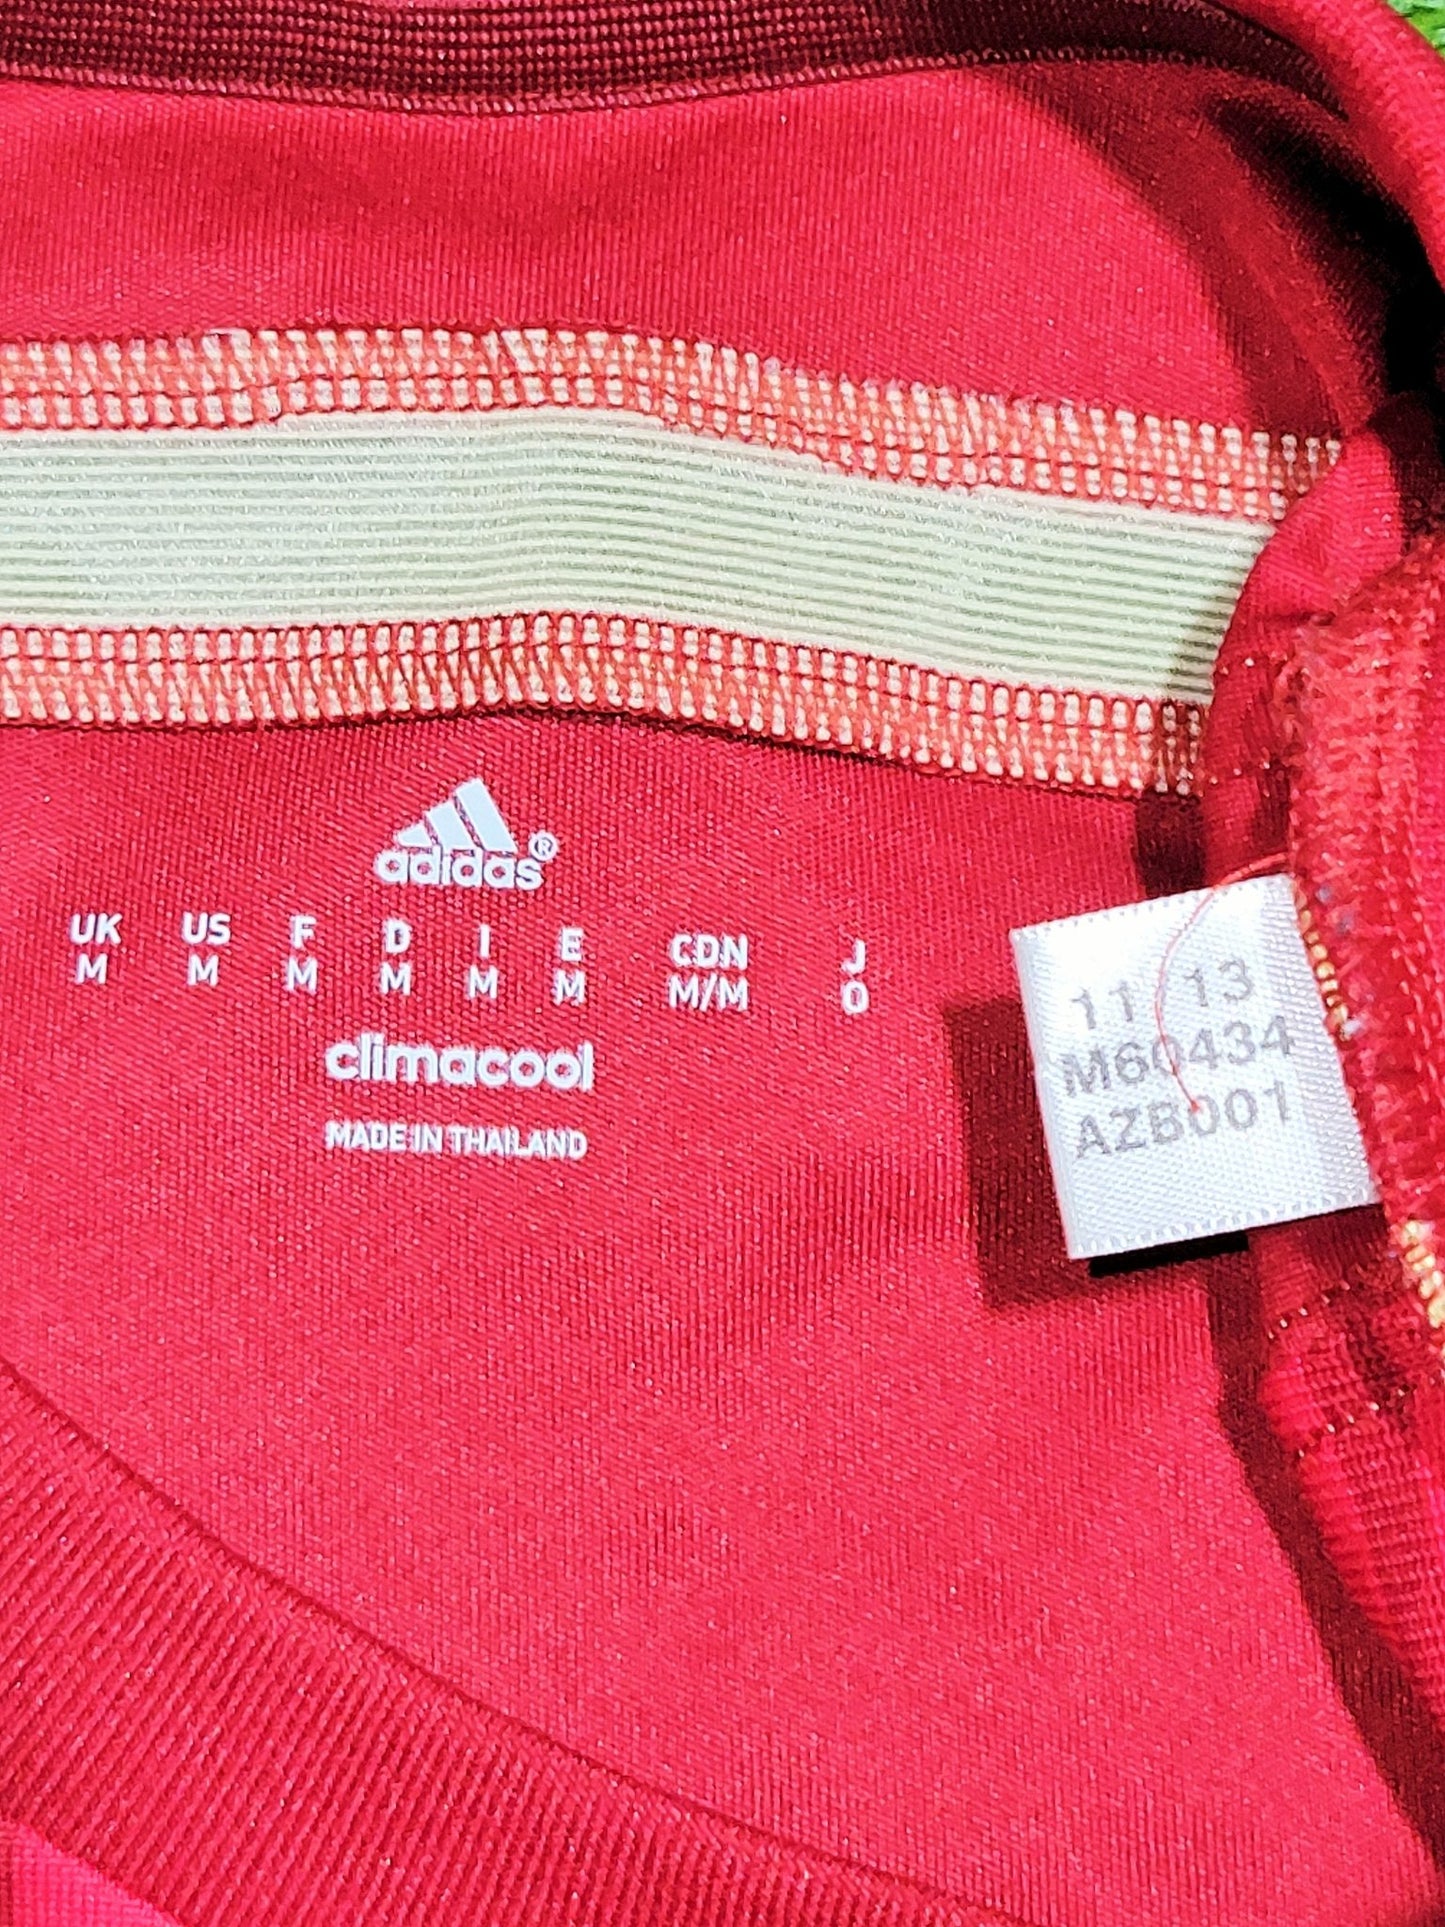 adidas®
UK US F D I E CDN J
M M M M M M M/M O
climacool
MADE IN THAILAND
11 13
M60434
AZB001